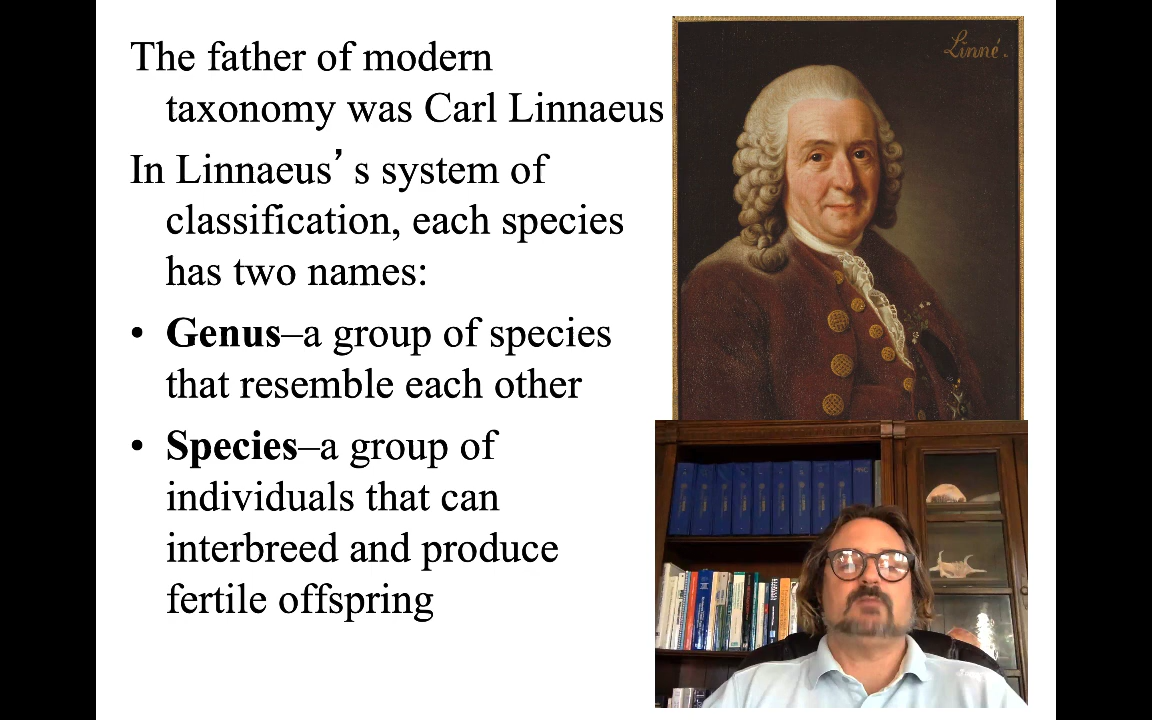 The father of modern
taxonomy was Carl Linnaeus
In Linnaeus’s system of
classification, each species
has two names:
• Genus–a group of species
that resemble each other
• Species–a group of
individuals that can
interbreed and produce
fertile offspring
Linné.